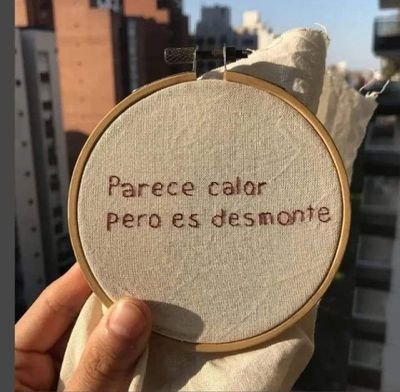 Parece calor
pero es desmonte